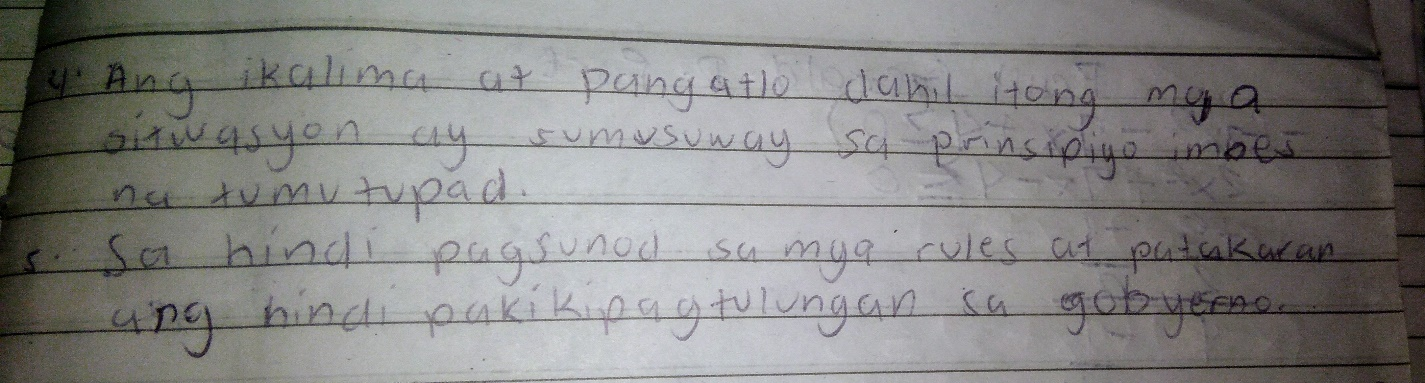 4. Ang ikalima at pangatlo dahil itong mga
sitwasyon ay sumusuway sa prinsipiyo imbes
na tumutupad.
5. Sa hindi pagsunod sa mga rules at patakaran
ang hindi pakikipagtulungan sa gobyerno.